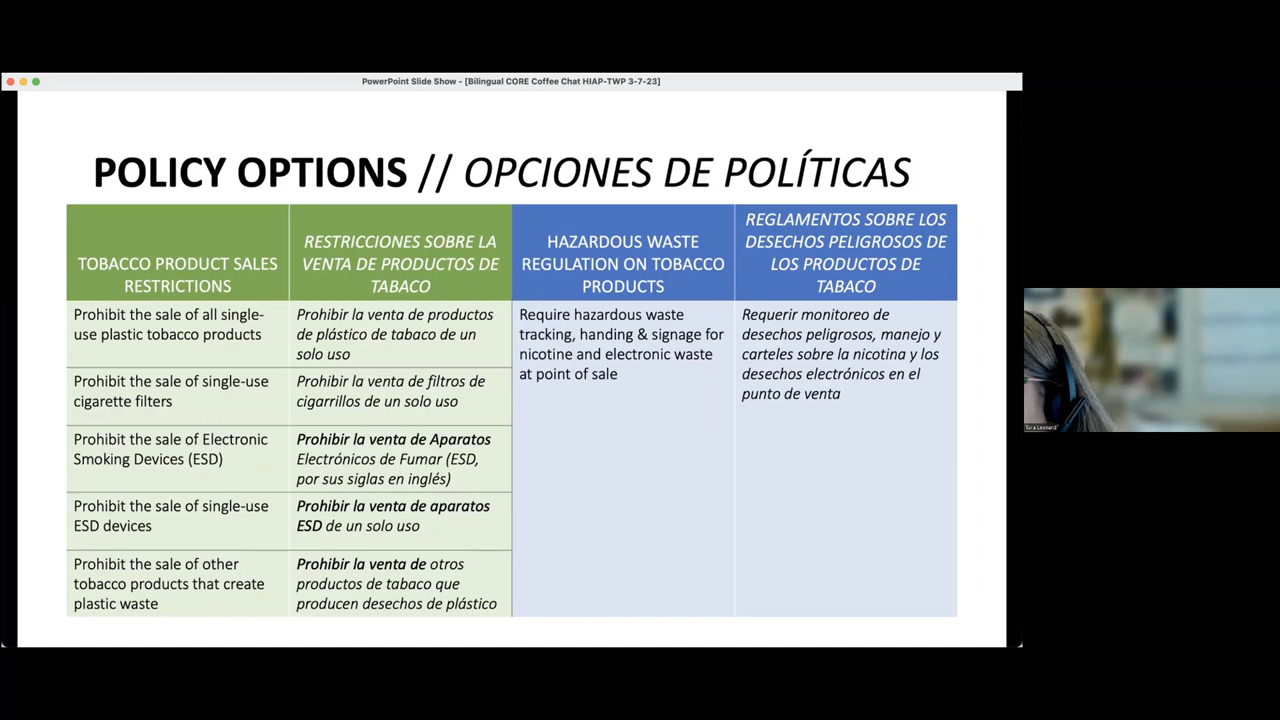 PowerPoint Slide Show - [Bilingual CORE Coffee Chat HIAP-TWP 3-7-23]
POLICY OPTIONS // OPCIONES DE POLÍTICAS
TOBACCO PRODUCT SALES
RESTRICTIONS
RESTRICCIONES SOBRE LA
VENTA DE PRODUCTOS DE
TABACO
HAZARDOUS WASTE
REGULATION ON TOBACCO
PRODUCTS
REGLAMENTOS SOBRE LOS
DESECHOS PELIGROSOS DE
LOS PRODUCTOS DE
TABACO
Prohibit the sale of all single-
use plastic tobacco products
Prohibir la venta de productos
de plástico de tabaco de un
solo uso
Require hazardous waste
tracking, handing & signage for
nicotine and electronic waste
at point of sale
Requerir monitoreo de
desechos peligrosos, manejo y
carteles sobre la nicotina y los
desechos electrónicos en el
punto de venta
Prohibit the sale of single-use
cigarette filters
Prohibir la venta de filtros de
cigarrillos de un solo uso
Prohibit the sale of Electronic
Smoking Devices (ESD)
Prohibir la venta de Aparatos
Electrónicos de Fumar (ESD,
por sus siglas en inglés)
Prohibit the sale of single-use
ESD devices
Prohibir la venta de aparatos
ESD de un solo uso
Prohibit the sale of other
tobacco products that create
plastic waste
Prohibir la venta de otros
productos de tabaco que
producen desechos de plástico
Tara Leonard